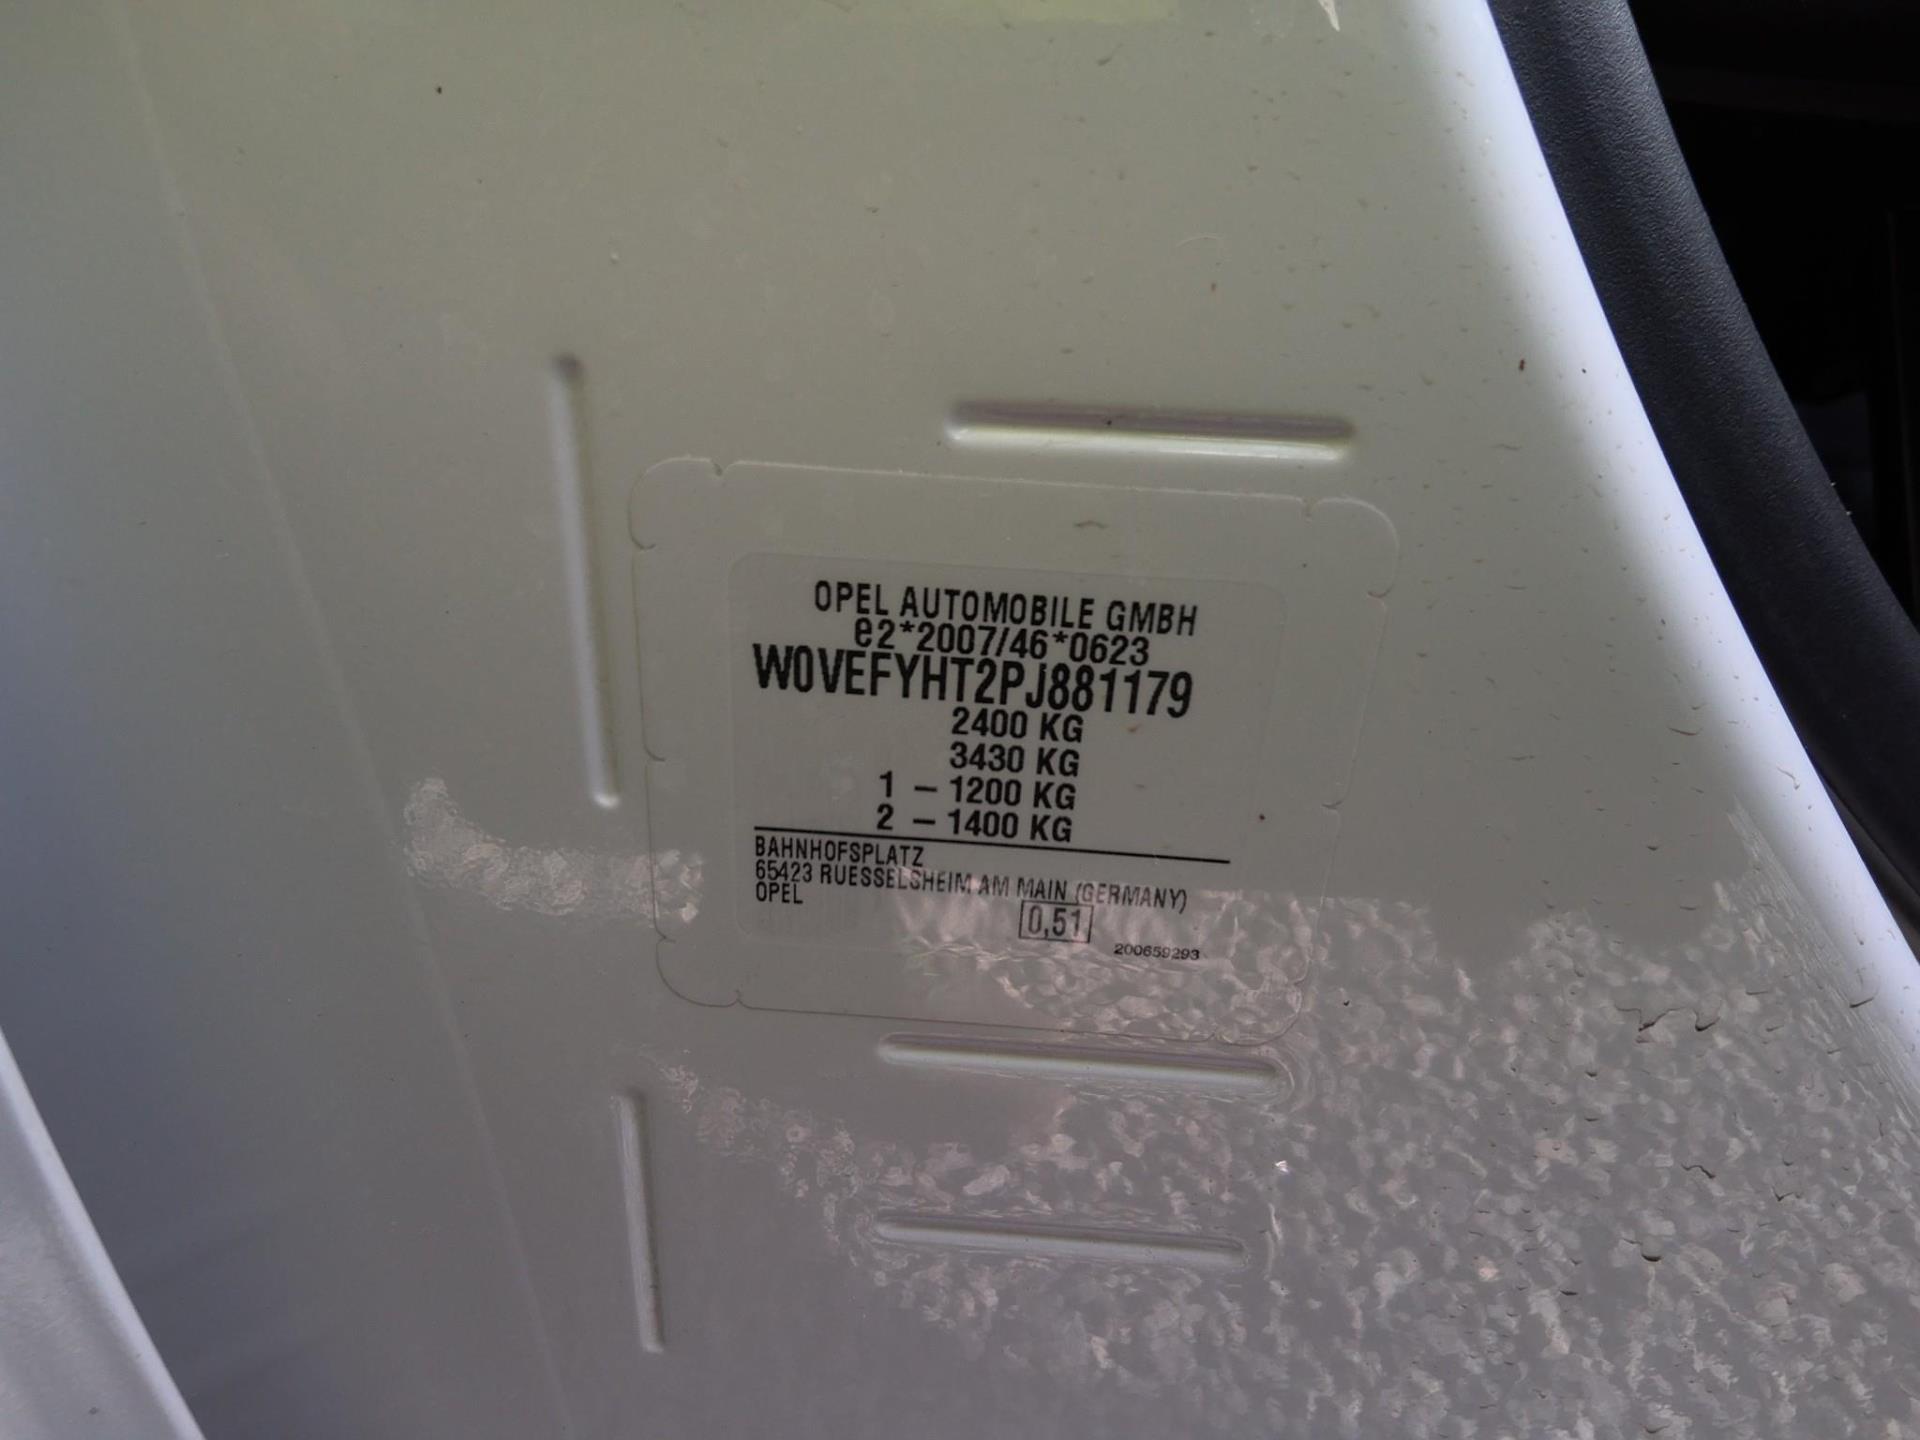 OPEL AUTOMOBILE GMBH
e2*2007/46*0623
W0VEFYHT2PJ881179
2400 KG
3430 KG
1 – 1200 KG
2 – 1400 KG
BAHNHOFSPLATZ
65423 RUESSELSHEIM AM MAIN (GERMANY)
OPEL
0,51
200659293